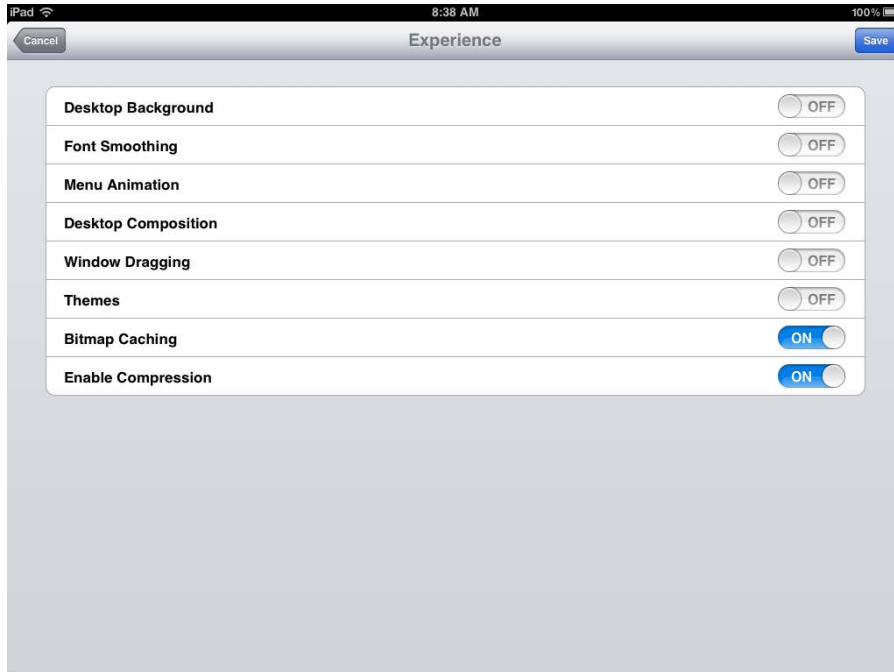 iPad 8:38 AM 100%
Cancel Experience Save
Desktop Background OFF
Font Smoothing OFF
Menu Animation OFF
Desktop Composition OFF
Window Dragging OFF
Themes OFF
Bitmap Caching ON
Enable Compression ON